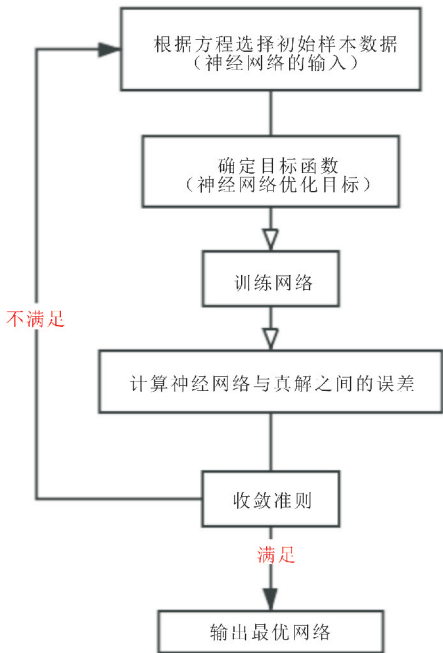 根据方程选择初始样本数据
（神经网络的输入）
确定目标函数
（神经网络优化目标）
训练网络
不满足
计算神经网络与真解之间的误差
收敛准则
满足
输出最优网络